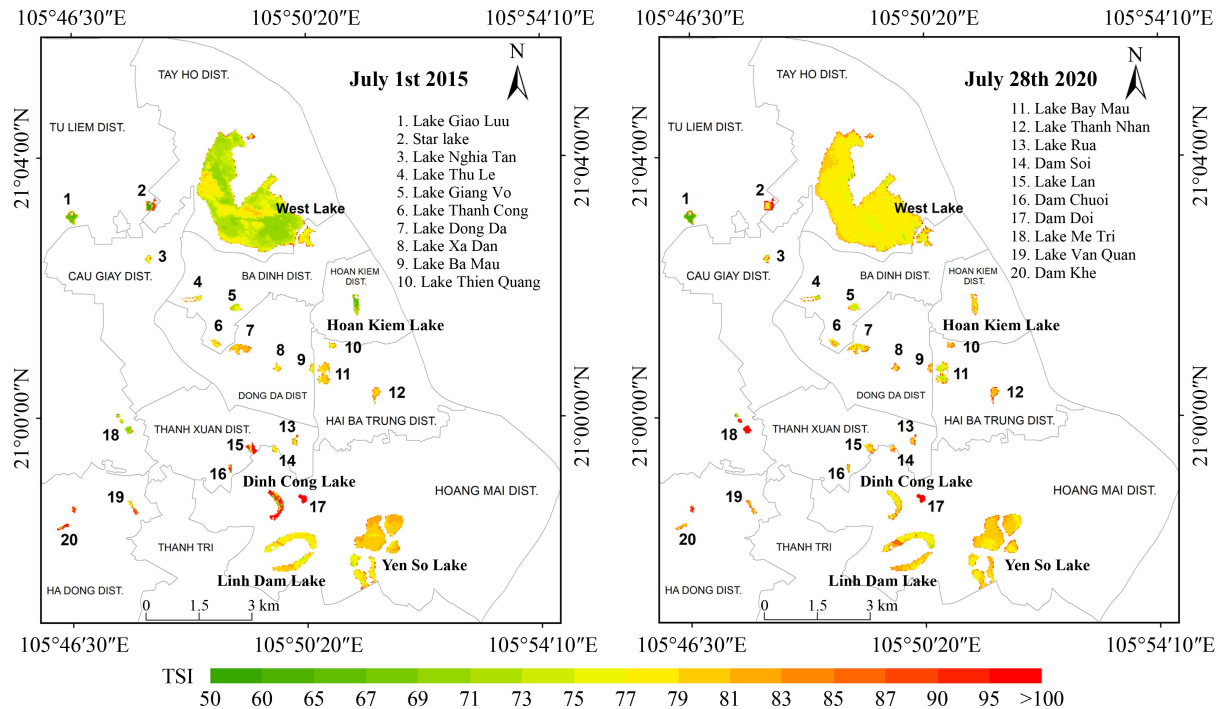 105°46'30"E
105°50'20"E
105°54'10"E
105°46'30"E
105°50'20"E
105°54'10"E
21°04'00"N
21°00'00"N
TAY HO DIST.
July 1st 2015
N
TU LIEM DIST.
1. Lake Giao Luu
2. Star lake
3. Lake Nghia Tan
4. Lake Thu Le
5. Lake Giang Vo
6. Lake Thanh Cong
7. Lake Dong Da
8. Lake Xa Dan
9. Lake Ba Mau
10. Lake Thien Quang
1
2
West Lake
3
CAU GIAY DIST.
BA DINH DIST.
HOAN KIEM
DIST.
4
5
Hoan Kiem Lake
6
7
8
9
10
11
12
DONG DA DIST
HAI BA TRUNG DIST.
18
THANH XUAN DIST.
13
15
14
16
Dinh Cong Lake
HOANG MAI DIST.
19
17
20
THANH TRI
Yen So Lake
Linh Dam Lake
HA DONG DIST.
0 1.5 3 km
21°04'00"N
21°00'00"N
105°46'30"E
105°50'20"E
105°54'10"E
21°04'00"N
21°00'00"N
TAY HO DIST.
July 28th 2020
N
TU LIEM DIST.
11. Lake Bay Mau
12. Lake Thanh Nhan
13. Lake Rua
14. Dam Soi
15. Lake Lan
16. Dam Chuoi
17. Dam Doi
18. Lake Me Tri
19. Lake Van Quan
20. Dam Khe
1
2
West Lake
3
CAU GIAY DIST.
BA DINH DIST.
HOAN KIEM
DIST.
4
5
Hoan Kiem Lake
6
7
8
9
10
11
12
DONG DA DIST
HAI BA TRUNG DIST.
18
THANH XUAN DIST.
13
15
14
16
Dinh Cong Lake
HOANG MAI DIST.
19
17
20
THANH TRI
Yen So Lake
Linh Dam Lake
HA DONG DIST.
0 1.5 3 km
21°04'00"N
21°00'00"N
105°46'30"E
105°50'20"E
105°54'10"E
TSI
50 60 65 67 69 71 73 75 77 79 81 83 85 87 90 95 >100